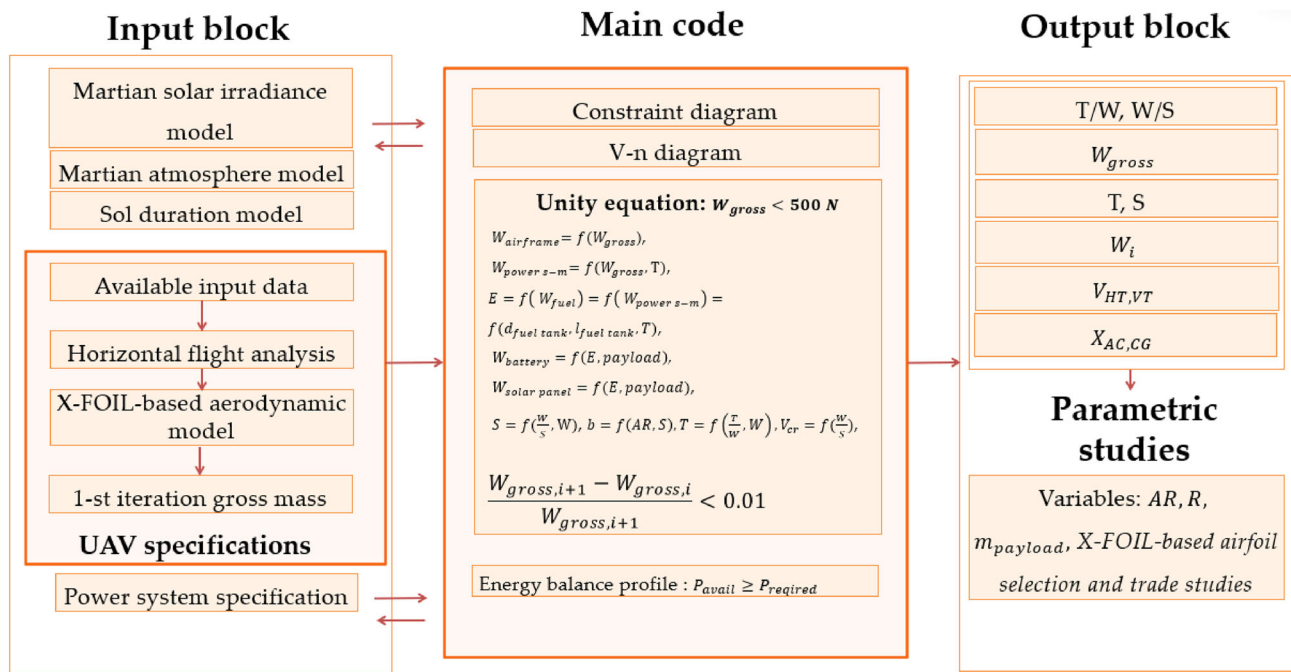 Input block
Martian solar irradiance
model
Martian atmosphere model
Sol duration model
Available input data
Horizontal flight analysis
X-FOIL-based aerodynamic
model
1-st iteration gross mass
UAV specifications
Power system specification
Main code
Constraint diagram
V-n diagram
Unity equation: W_gross < 500 N
W_airframe = f(W_gross),
W_power s−m = f(W_gross, T),
E = f( W_fuel) = f( W_power s−m) =
f(d_fuel tank, l_fuel tank, T),
W_battery = f(E, payload),
W_solar panel = f(E, payload),
S = f(W/S, W), b = f(AR, S), T = f(T/W, W), V_cr = f(W/S),
(W_gross,i+1 − W_gross,i)/W_gross,i+1 < 0.01
Energy balance profile : P_avail ≥ P_reqired
Output block
T/W, W/S
W_gross
T, S
W_i
V_HT,VT
X_AC,CG
Parametric
studies
Variables: AR, R,
m_payload, X-FOIL-based airfoil
selection and trade studies